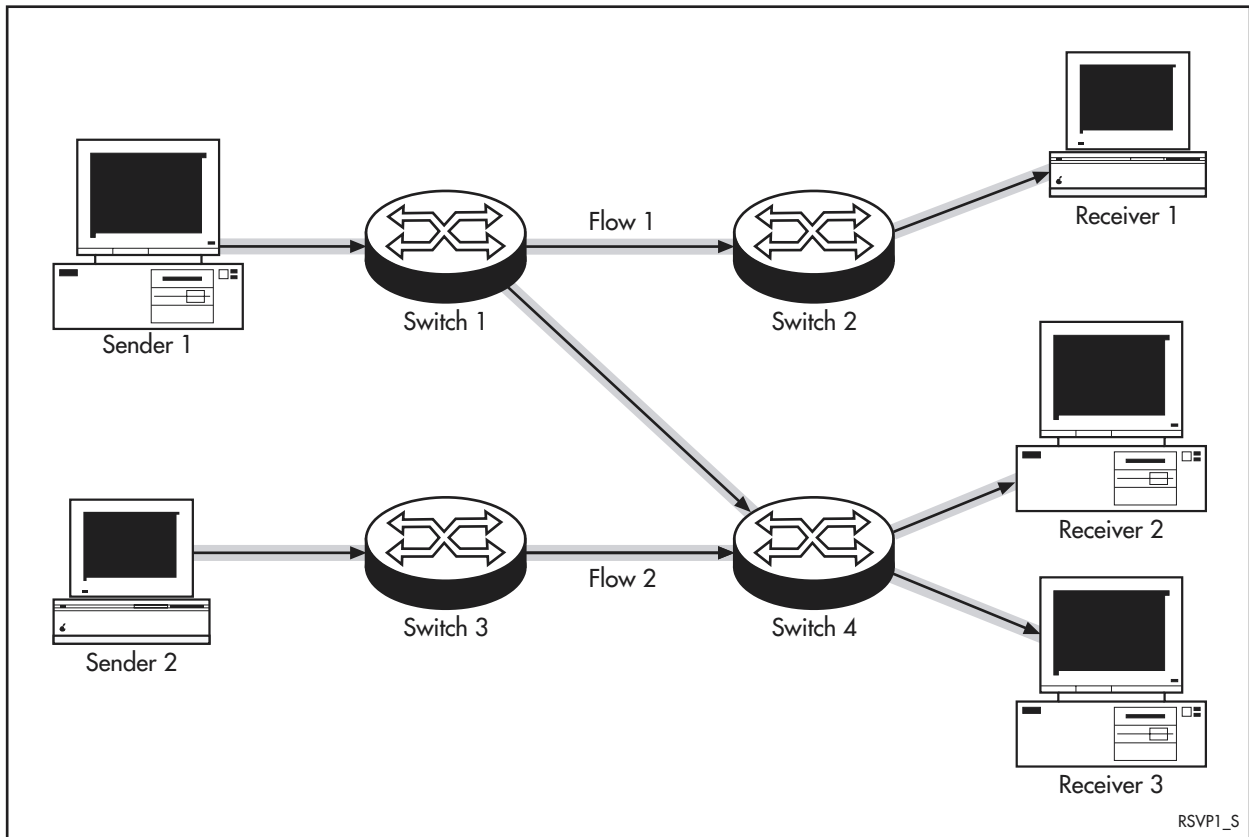 Flow 1
Receiver 1
Switch 1
Switch 2
Sender 1
Receiver 2
Flow 2
Switch 3
Switch 4
Sender 2
Receiver 3
RSVP1_S